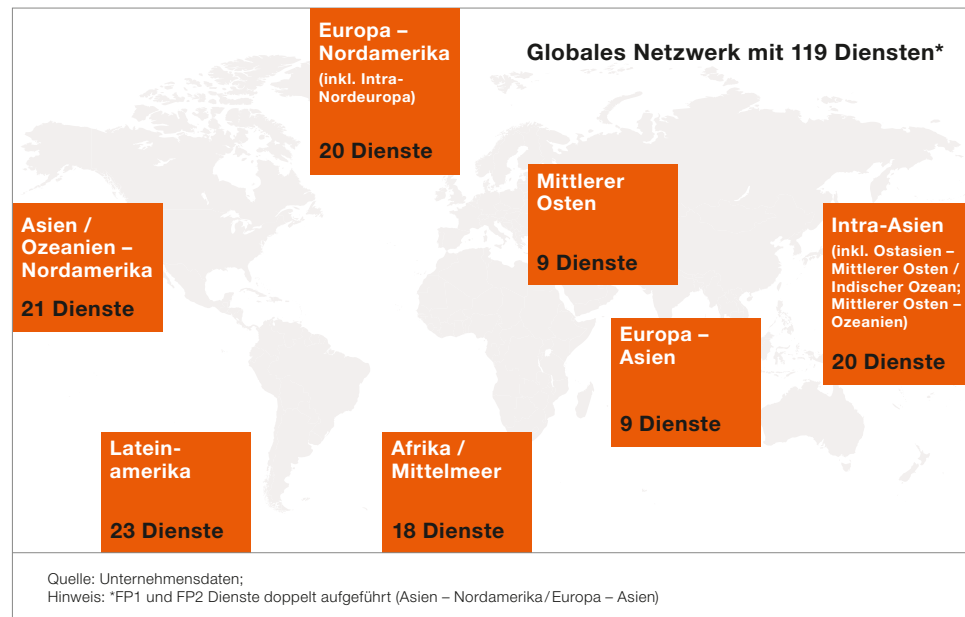 Globales Netzwerk mit 119 Diensten*
Europa –
Nordamerika
(inkl. Intra-
Nordeuropa)
20 Dienste
Mittlerer
Osten
9 Dienste
Asien /
Ozeanien –
Nordamerika
21 Dienste
Intra-Asien
(inkl. Ostasien –
Mittlerer Osten /
Indischer Ozean;
Mittlerer Osten –
Ozeanien)
20 Dienste
Europa –
Asien
9 Dienste
Latein-
amerika
23 Dienste
Afrika /
Mittelmeer
18 Dienste
Quelle: Unternehmensdaten;
Hinweis: *FP1 und FP2 Dienste doppelt aufgeführt (Asien – Nordamerika / Europa – Asien)